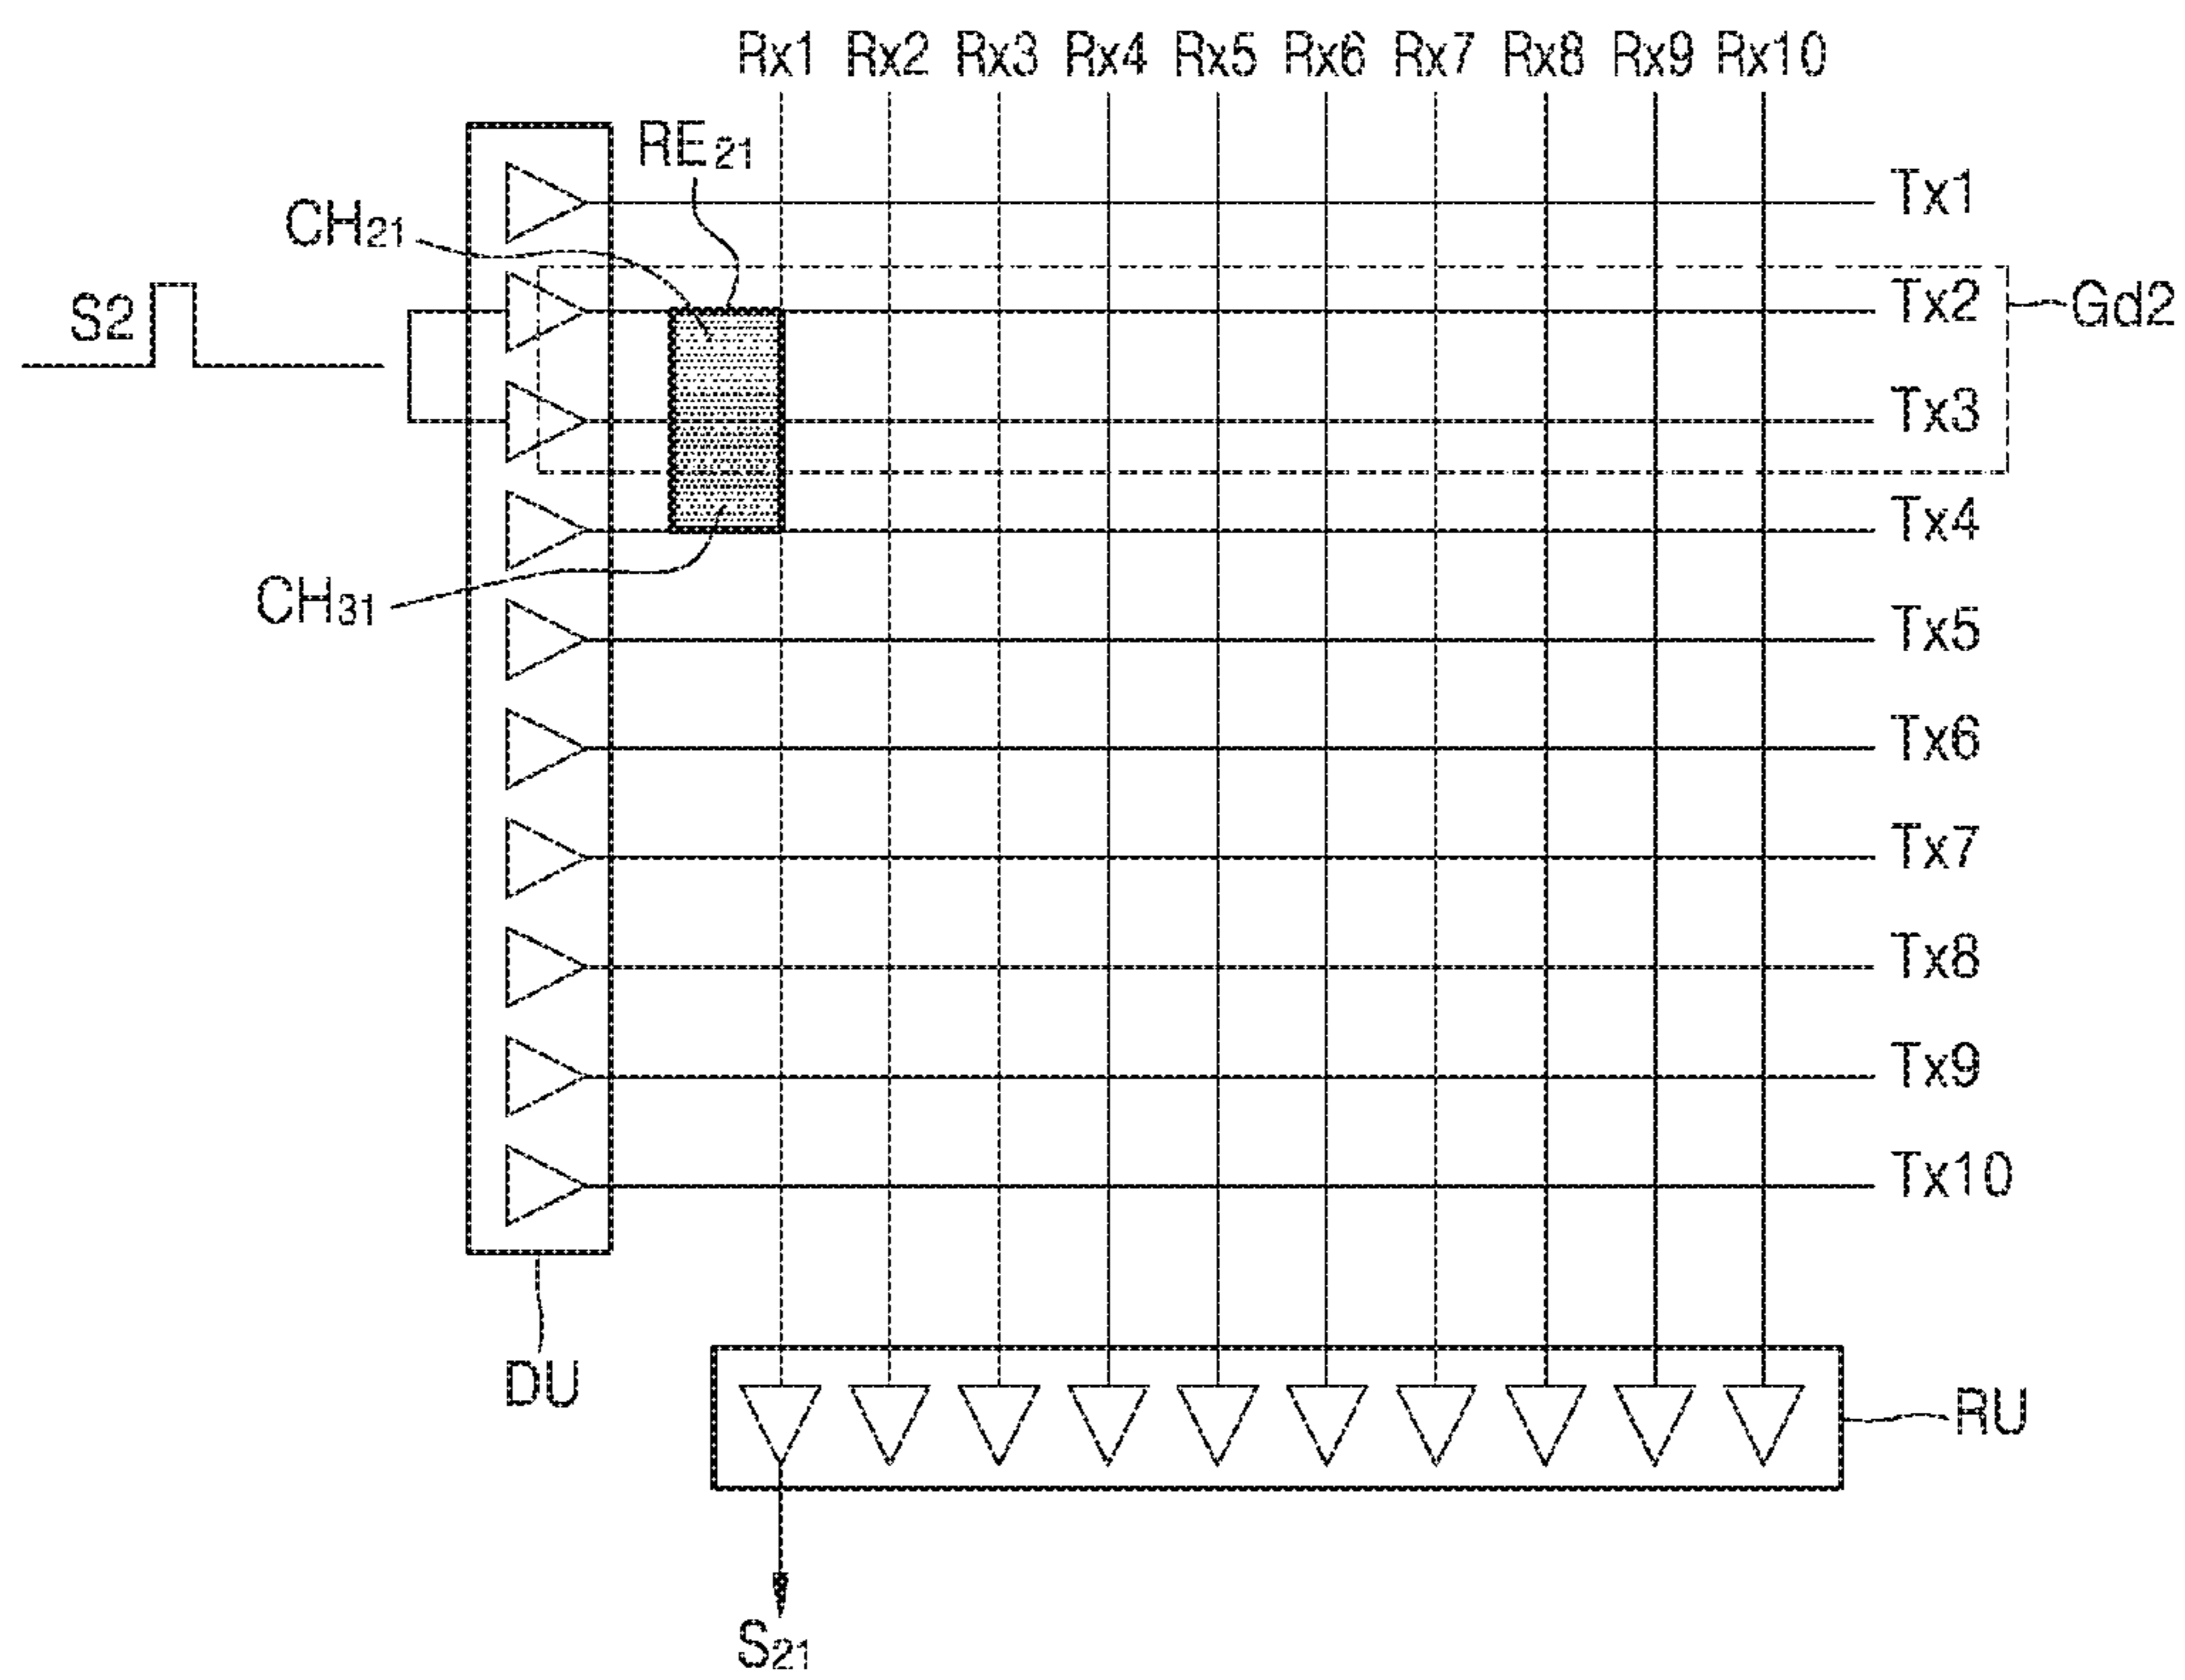 Rx1 Rx2 Rx3 Rx4 Rx5 Rx6 Rx7 Rx8 Rx9 Rx10
RE21
Tx1
CH21
S2
Tx2
Gd2
Tx3
Tx4
CH31
Tx5
Tx6
Tx7
Tx8
Tx9
Tx10
DU
RU
S21